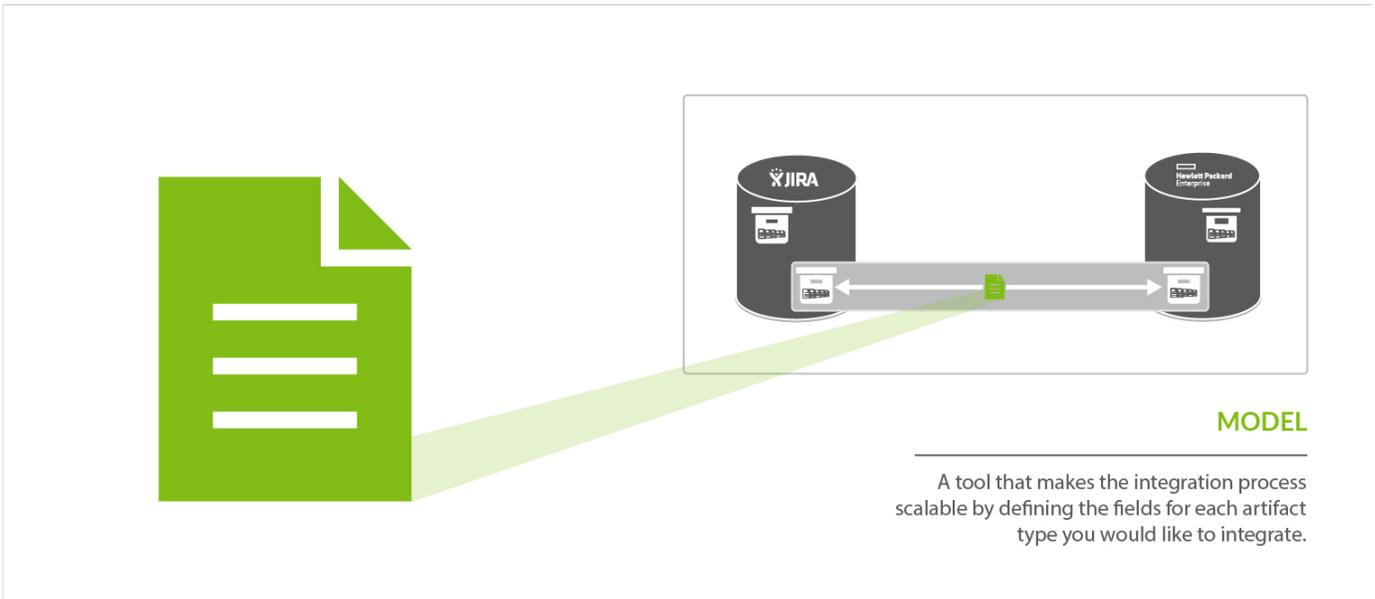 JIRA
Hewlett Packard
Enterprise
MODEL
A tool that makes the integration process
scalable by defining the fields for each artifact
type you would like to integrate.